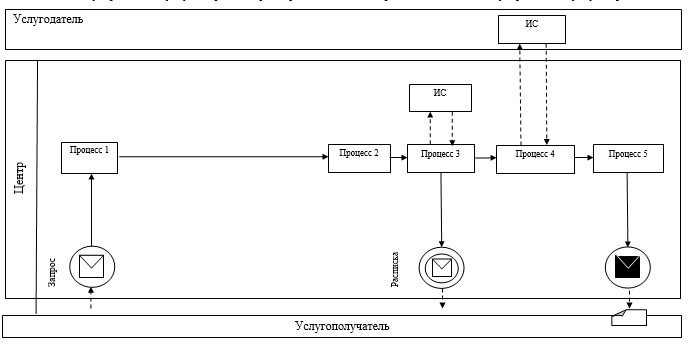 Услугодатель
ИС
ИС
Центр
Процесс 1
Процесс 2
Процесс 3
Процесс 4
Процесс 5
Запрос
Расписка
Услугополучатель